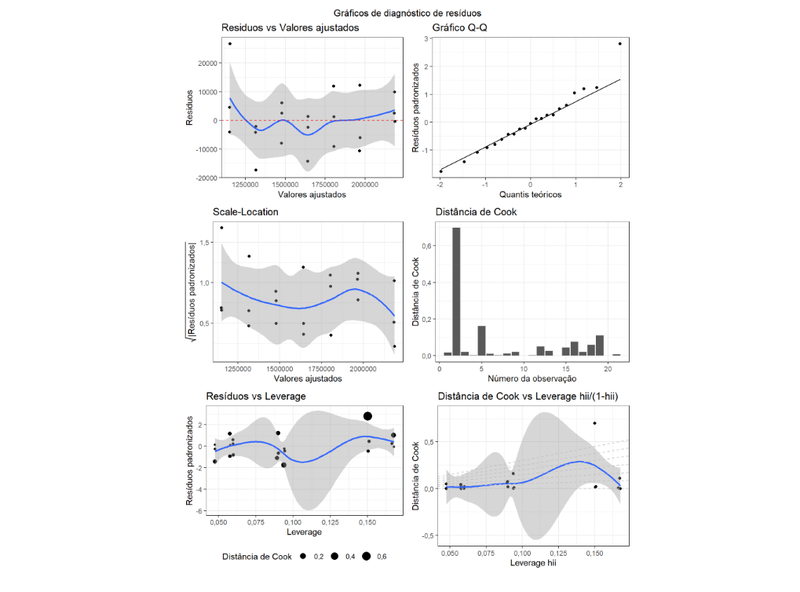 Gráficos de diagnóstico de resíduos
Residuos vs Valores ajustados
Residuos
20000
10000
0
-10000
-20000
1250000 1500000 1750000 2000000
Valores ajustados
Gráfico Q-Q
Resíduos padronizados
3
2
1
0
-1
-2 -1 0 1 2
Quantis teóricos
Scale-Location
√|Resíduos padronizados|
1,5
1,0
0,5
1250000 1500000 1750000 2000000
Valores ajustados
Distância de Cook
Distância de Cook
0,6
0,4
0,2
0,0
0 5 10 15 20
Número da observação
Resíduos vs Leverage
Resíduos padronizados
2
0
-2
-4
-6
0,050 0,075 0,100 0,125 0,150
Leverage
Distância de Cook 0,2 0,4 0,6
Distância de Cook vs Leverage hii/(1-hii)
Distância de Cook
0,5
0,0
-0,5
0,050 0,075 0,100 0,125 0,150
Leverage hii